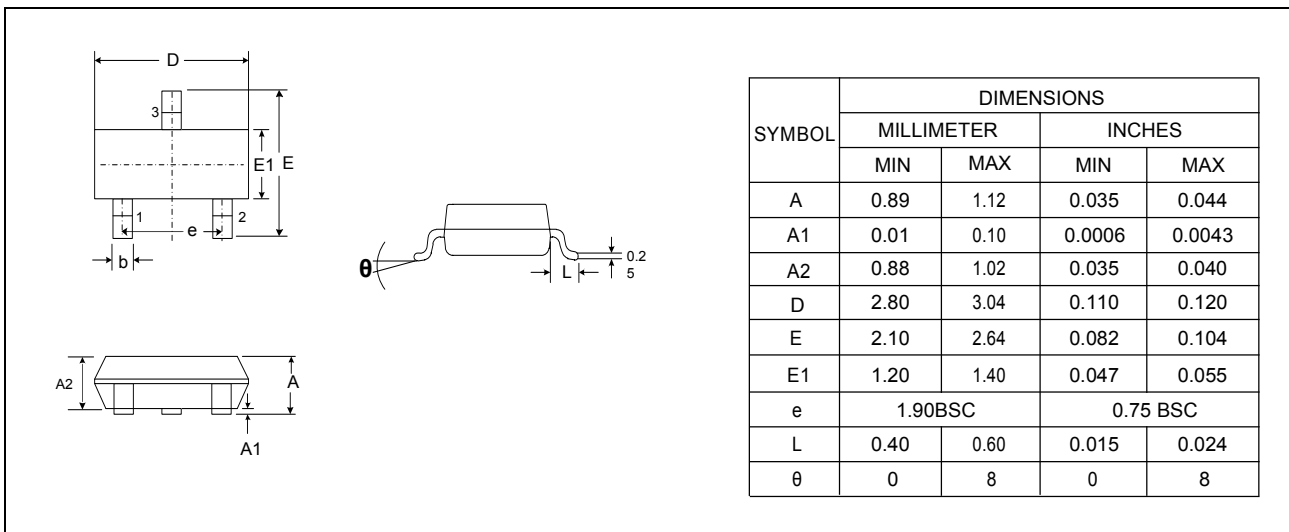 D
3
E1 E
1 2
e
b
θ
L
0.2
5
A2
A
A1
DIMENSIONS
SYMBOL MILLIMETER INCHES
MIN MAX MIN MAX
A 0.89 1.12 0.035 0.044
A1 0.01 0.10 0.0006 0.0043
A2 0.88 1.02 0.035 0.040
D 2.80 3.04 0.110 0.120
E 2.10 2.64 0.082 0.104
E1 1.20 1.40 0.047 0.055
e 1.90BSC 0.75 BSC
L 0.40 0.60 0.015 0.024
θ 0 8 0 8